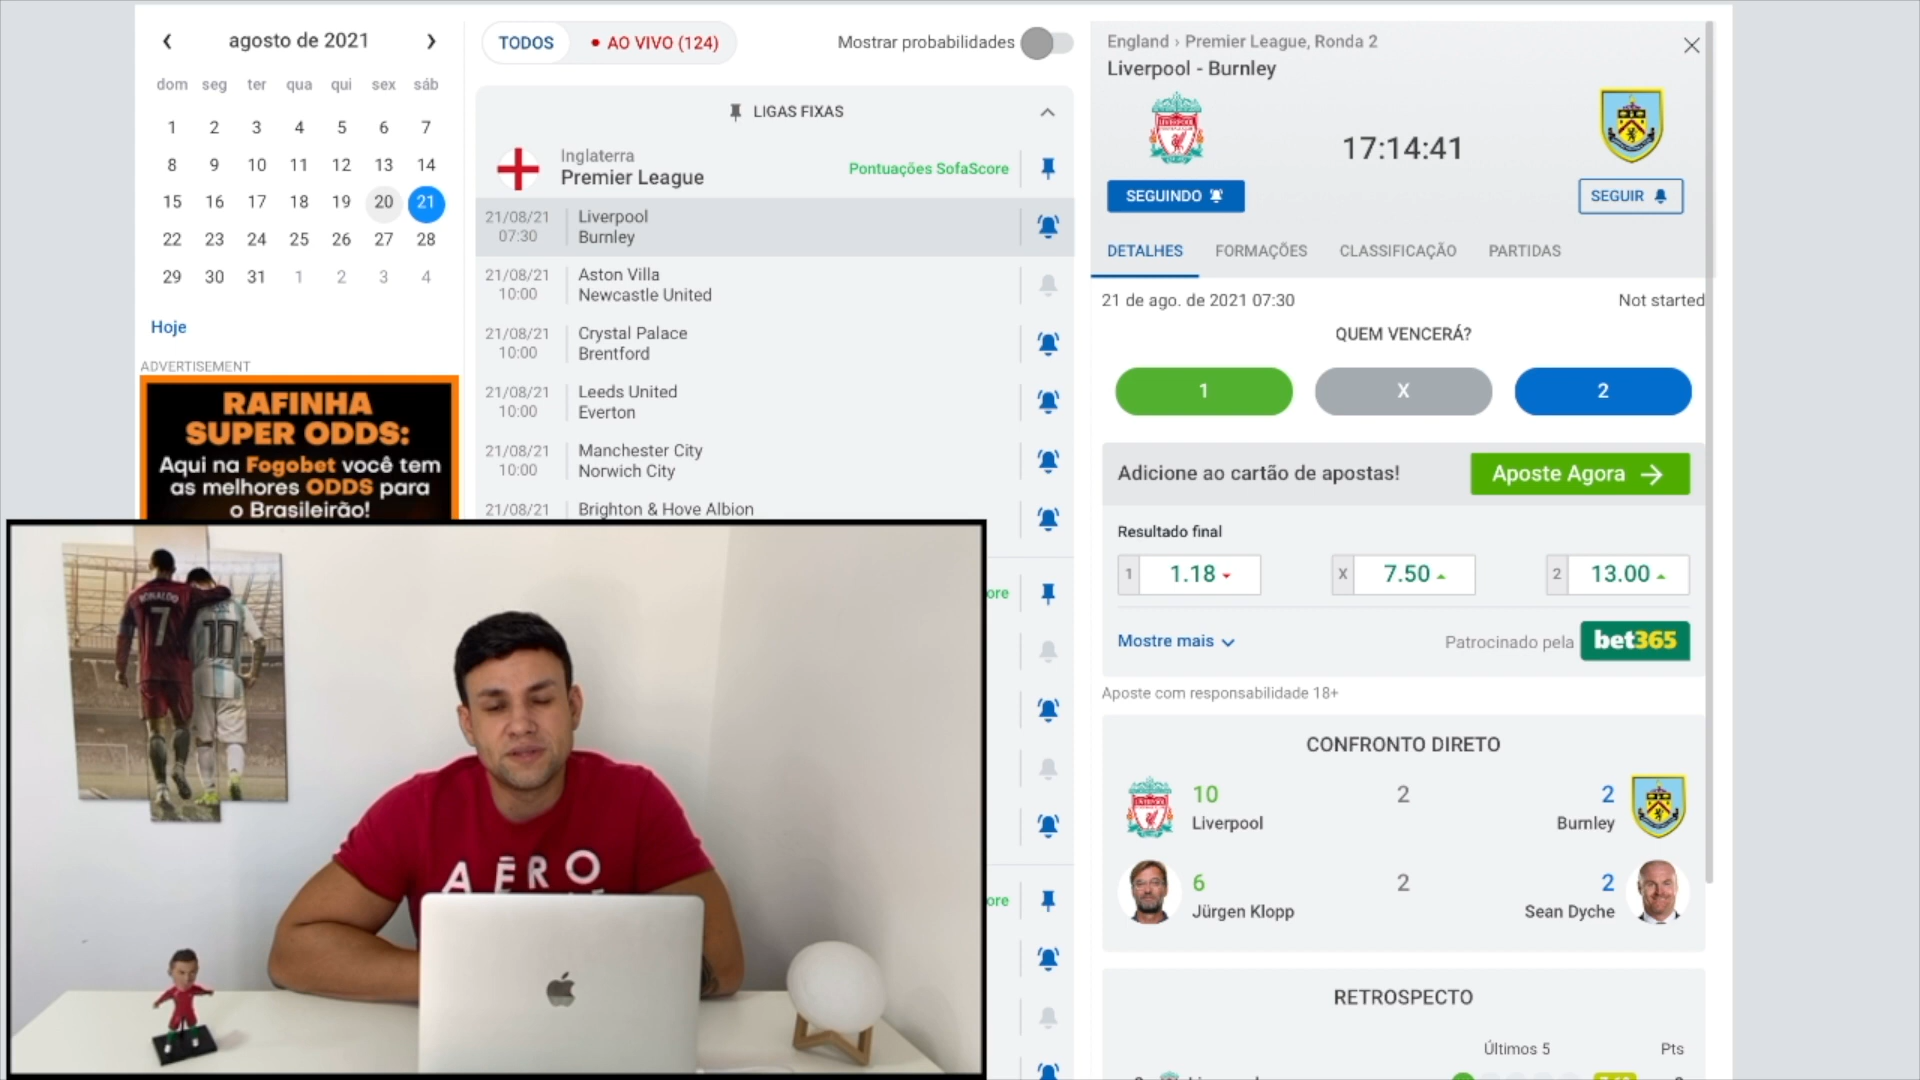 agosto de 2021
dom seg ter qua qui sex sáb
1 2 3 4 5 6 7
8 9 10 11 12 13 14
15 16 17 18 19 20 21
22 23 24 25 26 27 28
29 30 31 1 2 3 4
Hoje
ADVERTISEMENT
RAFINHA
SUPER ODDS:
Aqui na Fogobet você tem
as melhores ODDS para
o Brasileirão!
TODOS
AO VIVO (124)
Mostrar probabilidades
LIGAS FIXAS
Inglaterra
Premier League
Pontuações SofaScore
21/08/21 Liverpool
07:30 Burnley
21/08/21 Aston Villa
10:00 Newcastle United
21/08/21 Crystal Palace
10:00 Brentford
21/08/21 Leeds United
10:00 Everton
21/08/21 Manchester City
10:00 Norwich City
21/08/21 Brighton & Hove Albion
ore
ore
RONALDO
7
10
AERO
England › Premier League, Ronda 2
Liverpool - Burnley
17:14:41
SEGUINDO
SEGUIR
DETALHES FORMAÇÕES CLASSIFICAÇÃO PARTIDAS
21 de ago. de 2021 07:30 Not started
QUEM VENCERÁ?
1 X 2
Adicione ao cartão de apostas! Aposte Agora →
Resultado final
1 1.18 X 7.50 2 13.00
Mostre mais Patrocinado pela bet365
Aposte com responsabilidade 18+
CONFRONTO DIRETO
10 2 2
Liverpool Burnley
6 2 2
Jürgen Klopp Sean Dyche
RETROSPECTO
Últimos 5 Pts